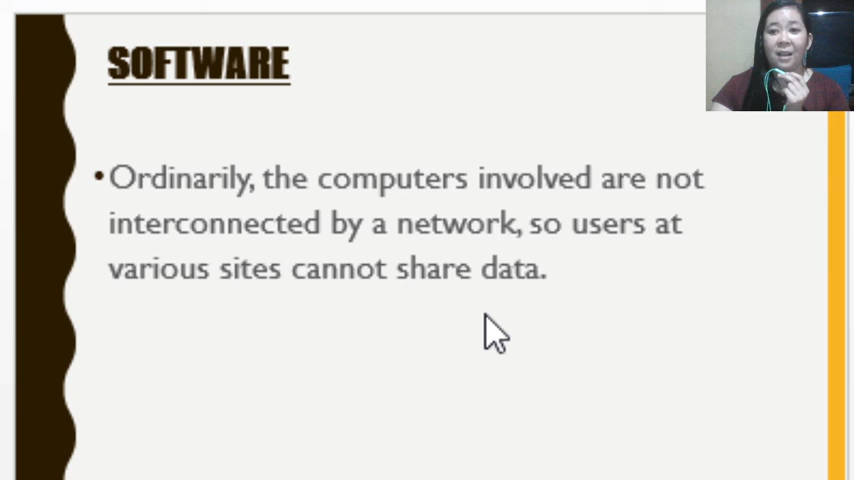 SOFTWARE
•Ordinarily, the computers involved are not
interconnected by a network, so users at
various sites cannot share data.